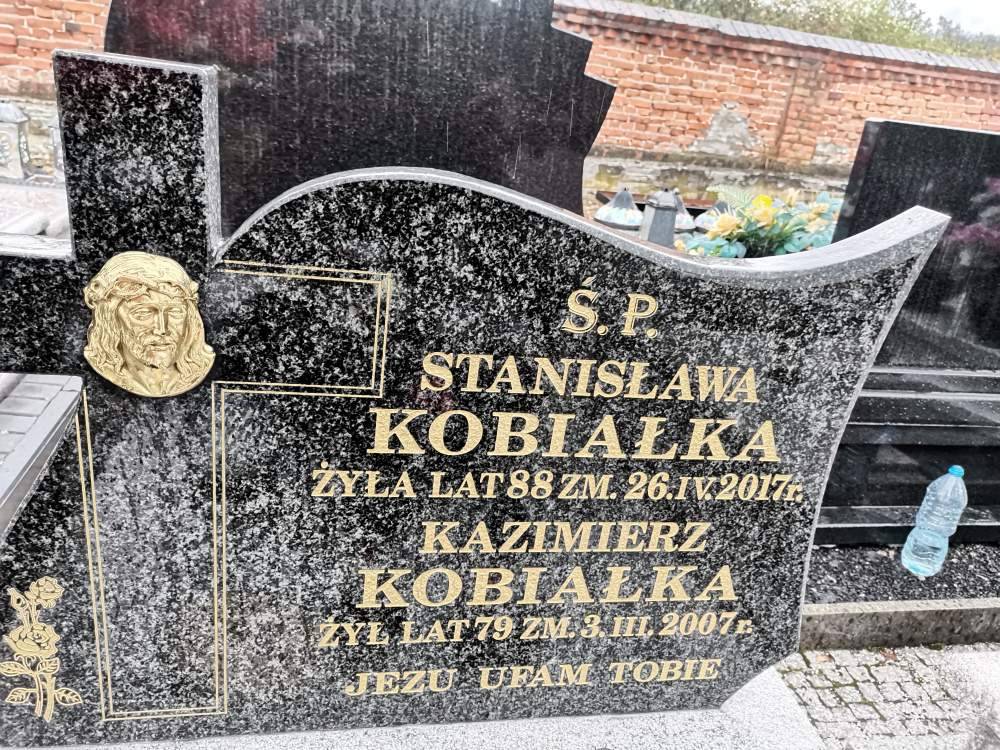 Ś. P.
STANISŁAWA
KOBIAŁKA
ŻYŁA LAT 88 ZM. 26.IV.2017r.
KAZIMIERZ
KOBIAŁKA
ŻYŁ LAT 79 ZM. 3. III. 2007r.
JEZU UFAM TOBIE